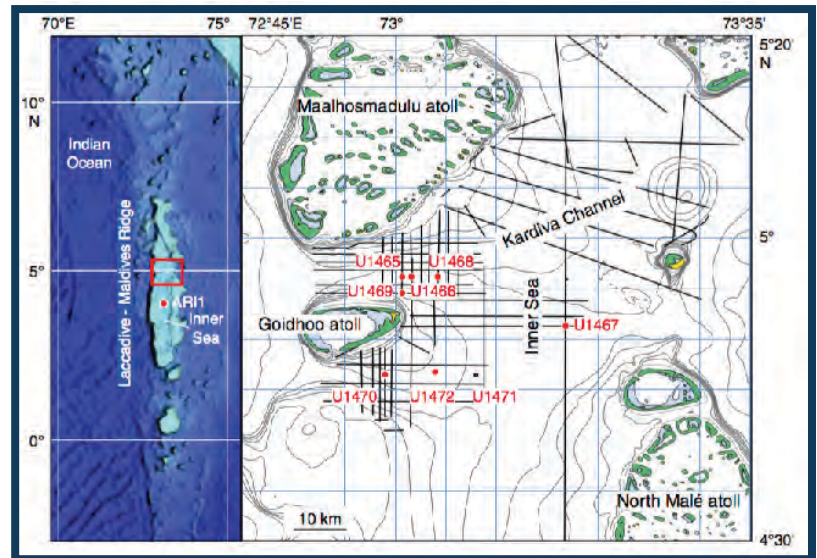 70°E
75°
72°45'E
73°
73°35'
5°20'
N
10°
N
Indian
Ocean
Laccadive - Maldives Ridge
5°
ARI1
Inner
Sea
0°
Maalhosmadulu atoll
Kardiva Channel
5°
U1465
U1468
U1469
U1466
Goidhoo atoll
Inner Sea
U1467
U1470
U1472
U1471
10 km
North Malé atoll
4°30'